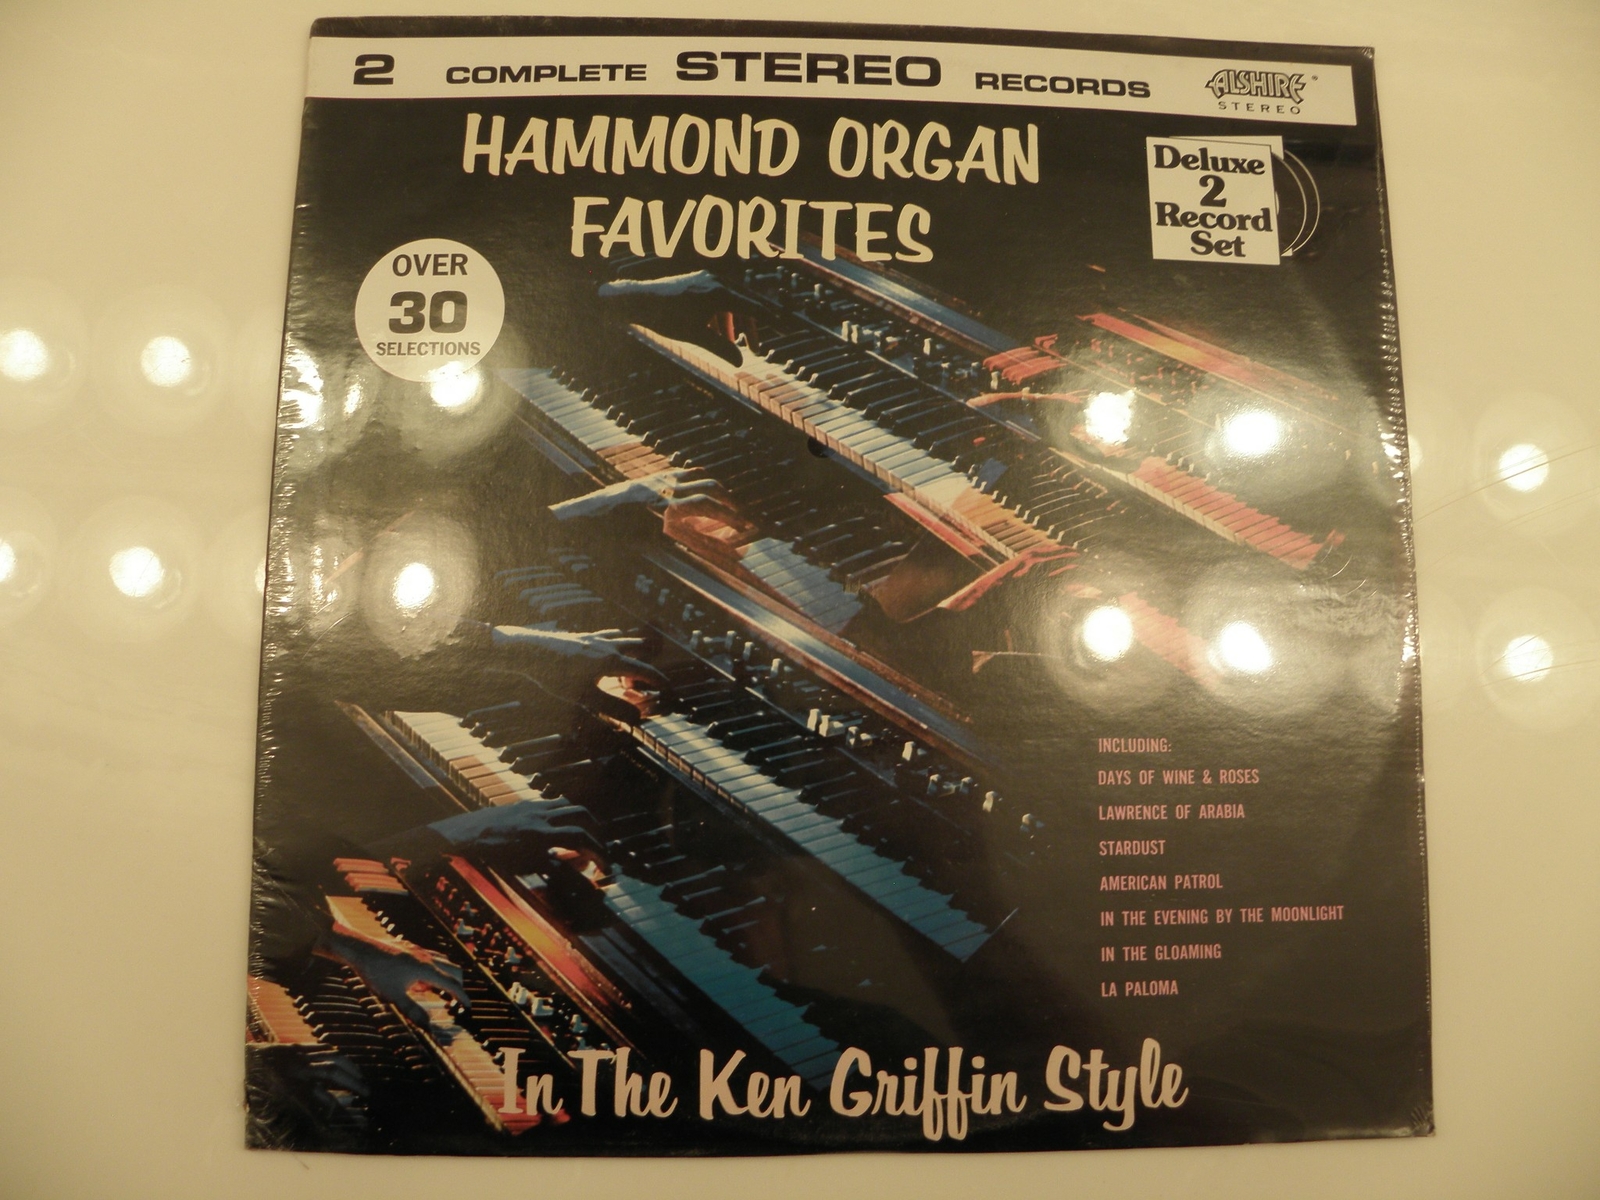 2 COMPLETE STEREO RECORDS
ALSHIRE®
STEREO
HAMMOND ORGAN
FAVORITES
Deluxe
2
Record
Set
OVER
30
SELECTIONS
INCLUDING:
DAYS OF WINE & ROSES
LAWRENCE OF ARABIA
STARDUST
AMERICAN PATROL
IN THE EVENING BY THE MOONLIGHT
IN THE GLOAMING
LA PALOMA
In The Ken Griffin Style